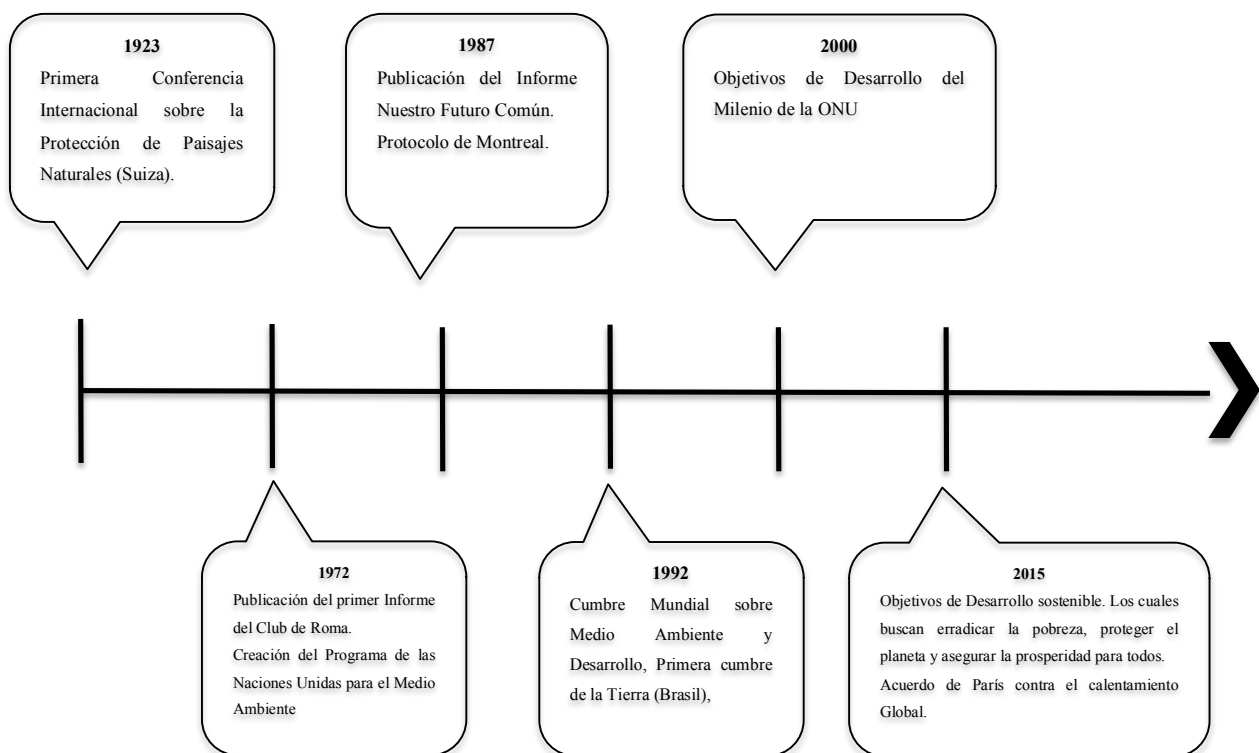 1923
Primera Conferencia
Internacional sobre la
Protección de Paisajes
Naturales (Suiza).
1987
Publicación del Informe
Nuestro Futuro Común.
Protocolo de Montreal.
2000
Objetivos de Desarrollo del
Milenio de la ONU
1972
Publicación del primer Informe
del Club de Roma.
Creación del Programa de las
Naciones Unidas para el Medio
Ambiente
1992
Cumbre Mundial sobre
Medio Ambiente y
Desarrollo, Primera cumbre
de la Tierra (Brasil),
2015
Objetivos de Desarrollo sostenible. Los cuales
buscan erradicar la pobreza, proteger el
planeta y asegurar la prosperidad para todos.
Acuerdo de París contra el calentamiento
Global.